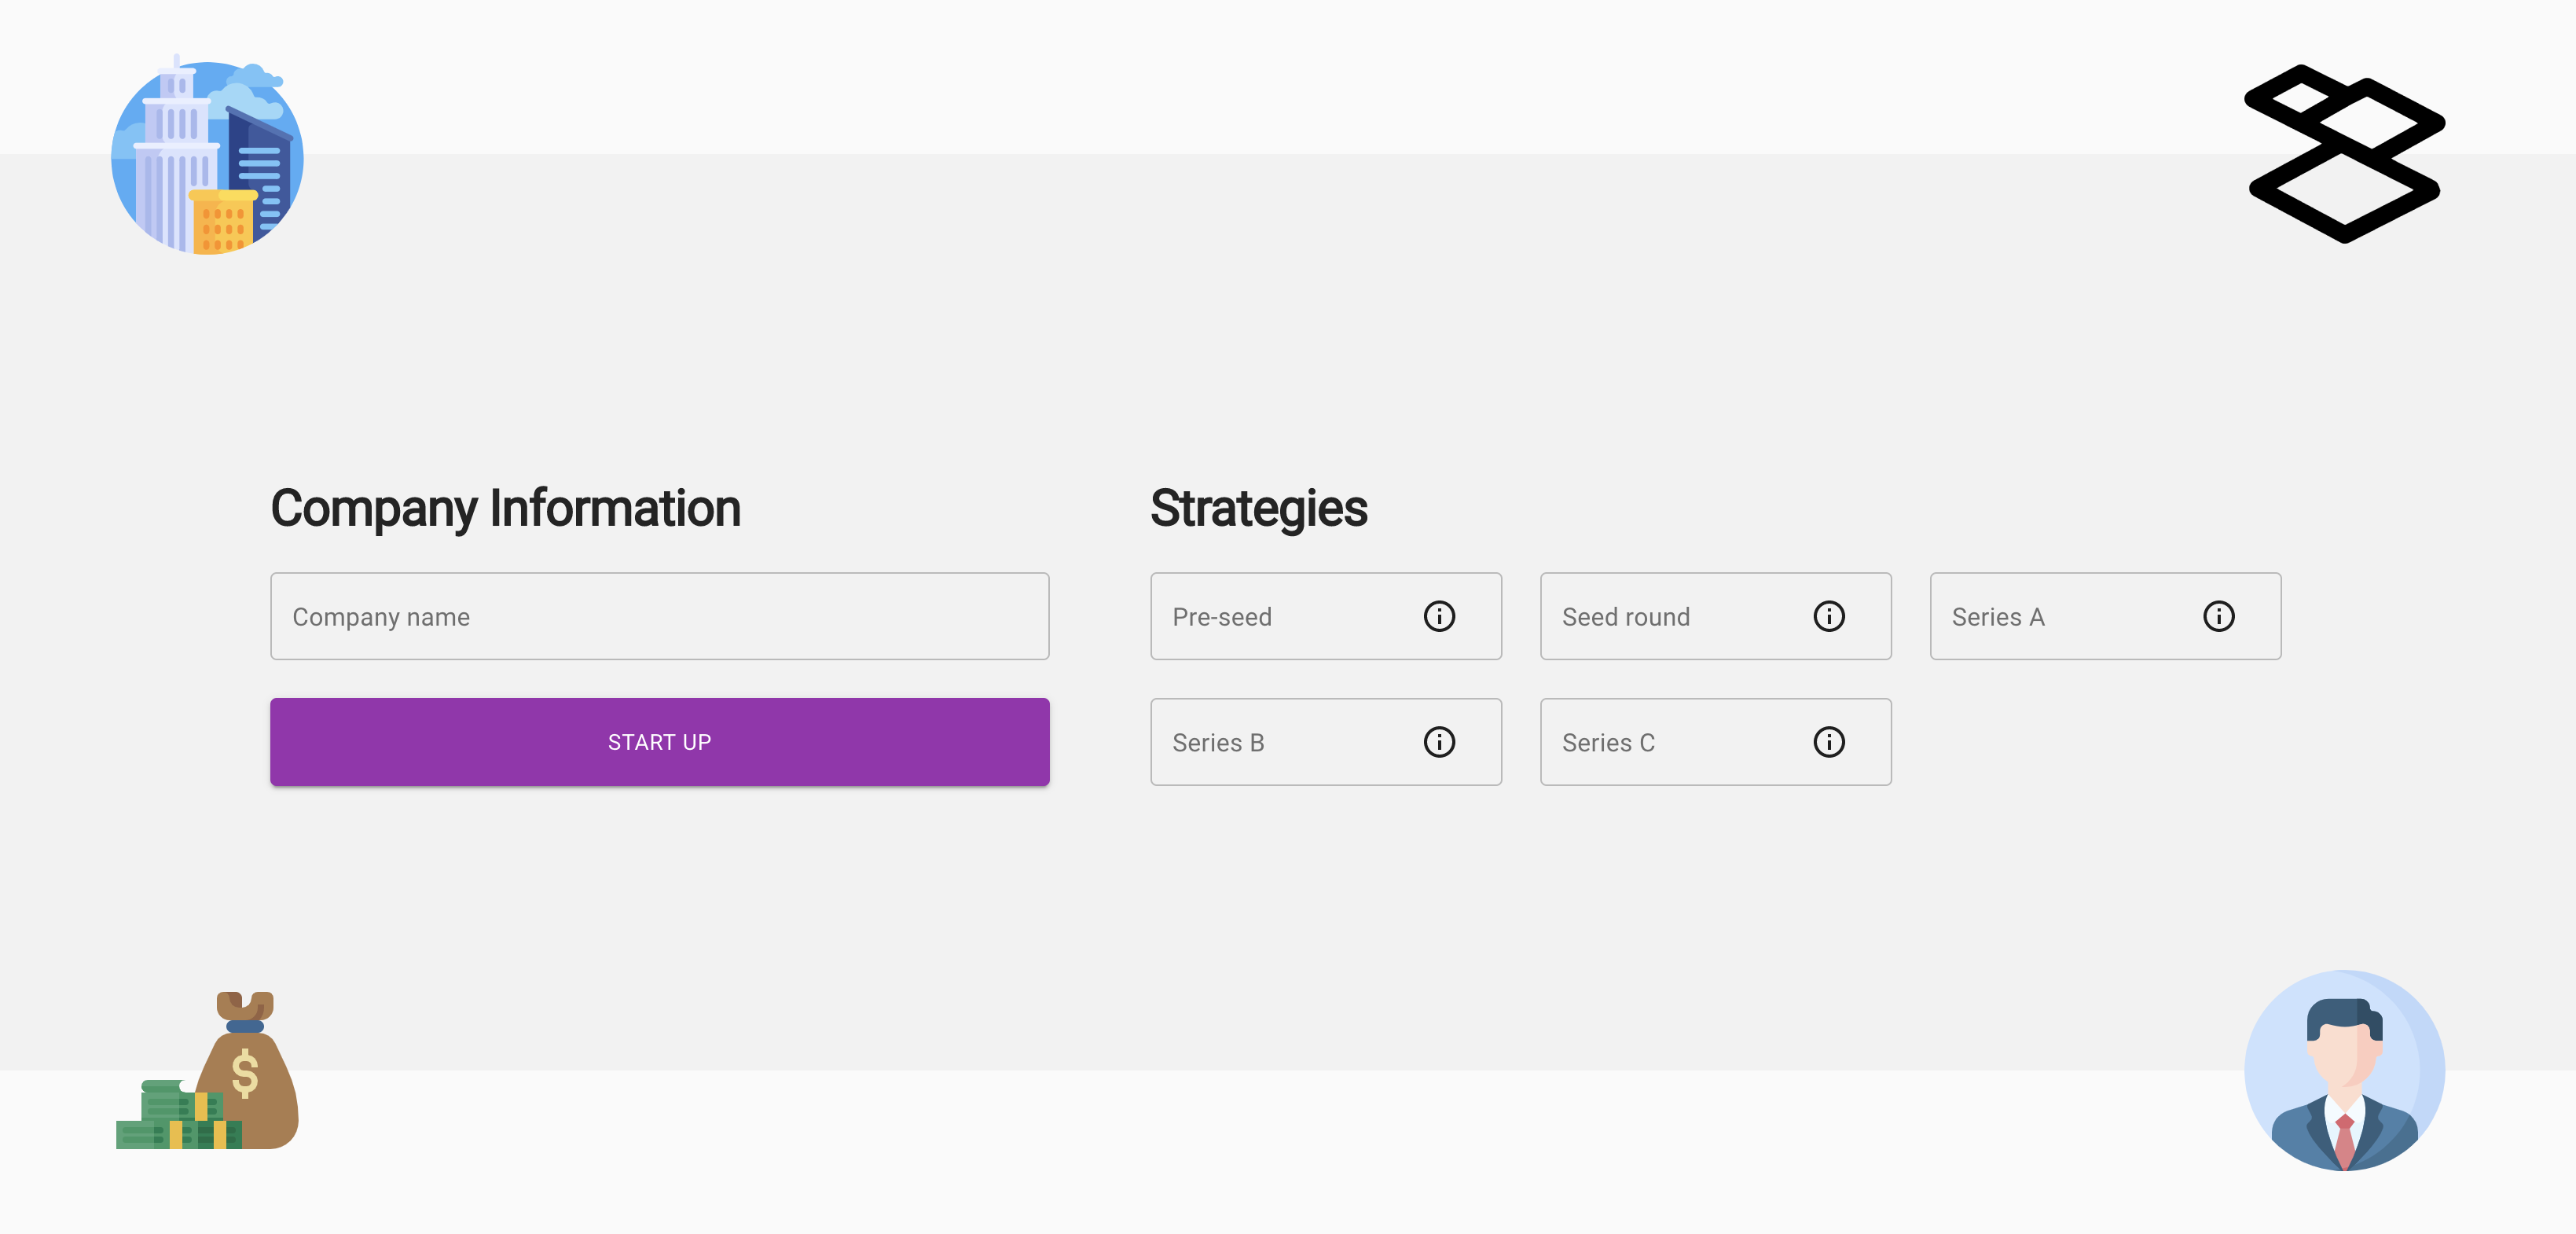 Company Information
Company name
START UP
Strategies
Pre-seed
Seed round
Series A
Series B
Series C
$